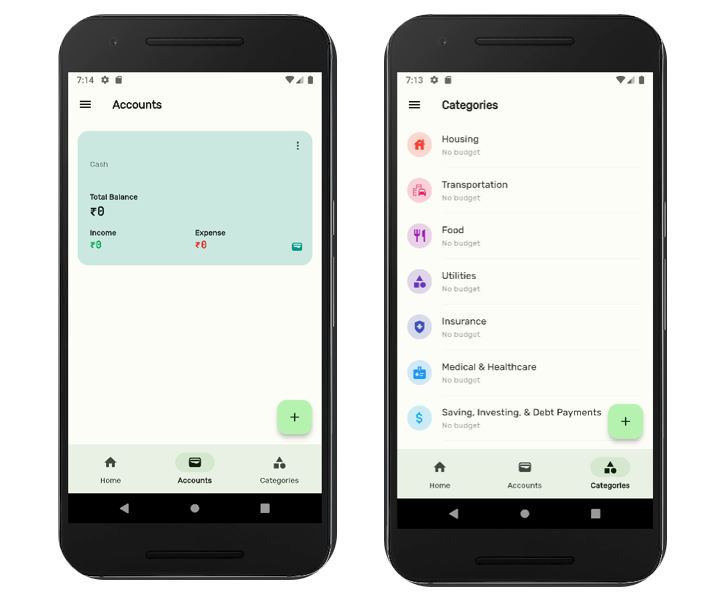 7:14
Accounts
Cash
Total Balance
₹0
Income Expense
₹0 ₹0
+
Home Accounts Categories
7:13
Categories
Housing
No budget
Transportation
No budget
Food
No budget
Utilities
No budget
Insurance
No budget
Medical & Healthcare
No budget
Saving, Investing, & Debt Payments
No budget
+
Home Accounts Categories